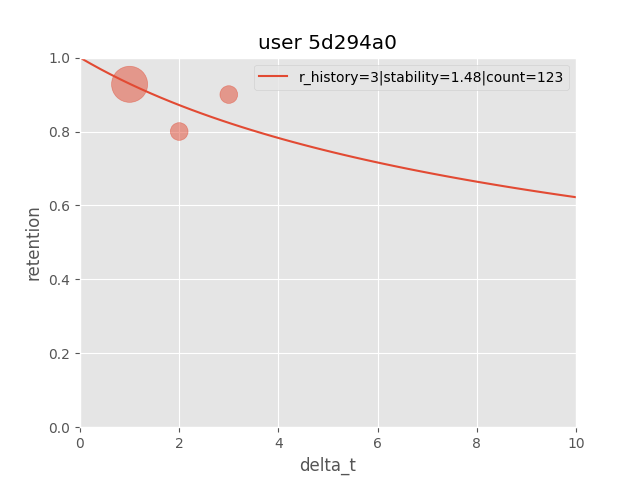 user 5d294a0
r_history=3|stability=1.48|count=123
retention
1.0
0.8
0.6
0.4
0.2
0.0
0 2 4 6 8 10
delta_t